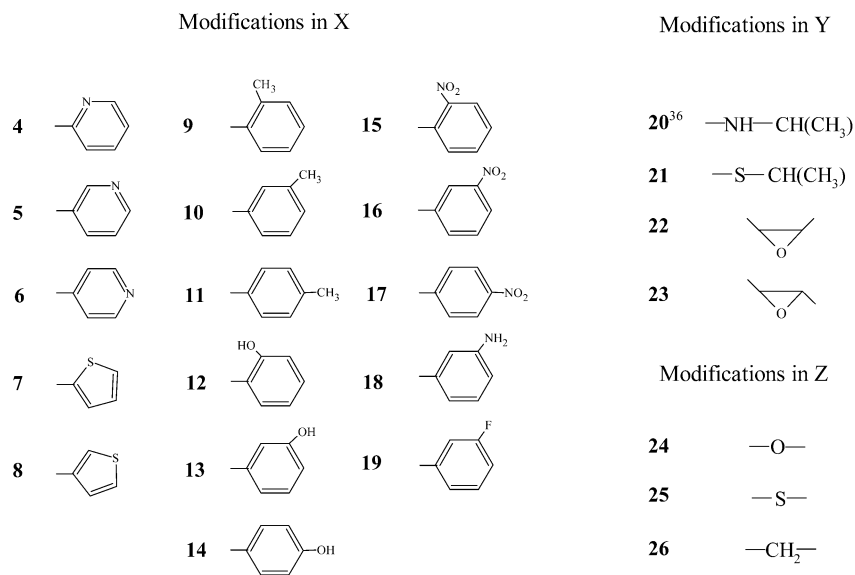 Modifications in X
4 N
5 N
6 N
7 S
8 S
9 CH₃
10 CH₃
11 CH₃
12 HO
13 OH
14 OH
15 NO₂
16 NO₂
17 NO₂
18 NH₂
19 F
Modifications in Y
20³⁶ —NH—CH(CH₃)
21 —S—CH(CH₃)
22 O
23 O
Modifications in Z
24 —O—
25 —S—
26 —CH₂—